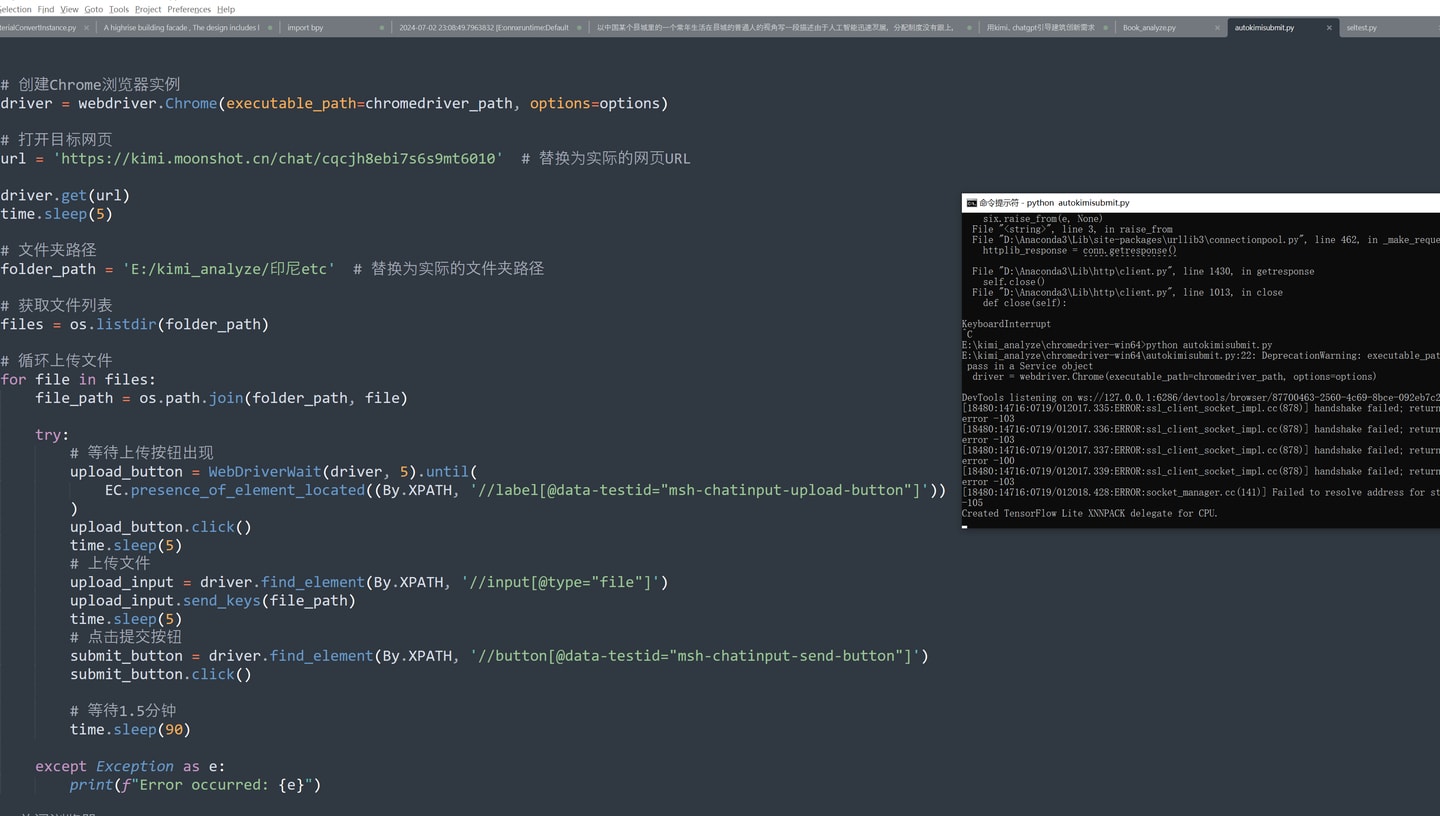 Selection Find View Goto Tools Project Preferences Help
terialConvertInstance.py
A highrise building facade , The design includes l
import bpy
2024-07-02 23:08:49.7963832 [E:onnxruntime:Default
以中国某个县城里的一个常年生活在县城的普通人的视角写一段描述由于人工智能迅速发展，分配制度没有跟上，
用kimi、chatgpt引导建筑创新需求
Book_analyze.py
autokimisubmit.py
seltest.py
# 创建Chrome浏览器实例
driver = webdriver.Chrome(executable_path=chromedriver_path, options=options)
# 打开目标网页
url = 'https://kimi.moonshot.cn/chat/cqcjh8ebi7s6s9mt6010'  # 替换为实际的网页URL
driver.get(url)
time.sleep(5)
# 文件夹路径
folder_path = 'E:/kimi_analyze/印尼etc'  # 替换为实际的文件夹路径
# 获取文件列表
files = os.listdir(folder_path)
# 循环上传文件
for file in files:
    file_path = os.path.join(folder_path, file)
    try:
        # 等待上传按钮出现
        upload_button = WebDriverWait(driver, 5).until(
            EC.presence_of_element_located((By.XPATH, '//label[@data-testid="msh-chatinput-upload-button"]'))
        )
        upload_button.click()
        time.sleep(5)
        # 上传文件
        upload_input = driver.find_element(By.XPATH, '//input[@type="file"]')
        upload_input.send_keys(file_path)
        time.sleep(5)
        # 点击提交按钮
        submit_button = driver.find_element(By.XPATH, '//button[@data-testid="msh-chatinput-send-button"]')
        submit_button.click()
        # 等待1.5分钟
        time.sleep(90)
    except Exception as e:
        print(f"Error occurred: {e}")
命令提示符 - python  autokimisubmit.py
    six.raise_from(e, None)
  File "<string>", line 3, in raise_from
  File "D:\Anaconda3\Lib\site-packages\urllib3\connectionpool.py", line 462, in _make_reque
    httplib_response = conn.getresponse()
  File "D:\Anaconda3\Lib\http\client.py", line 1430, in getresponse
    self.close()
  File "D:\Anaconda3\Lib\http\client.py", line 1013, in close
    def close(self):
KeyboardInterrupt
^C
E:\kimi_analyze\chromedriver-win64>python autokimisubmit.py
E:\kimi_analyze\chromedriver-win64\autokimisubmit.py:22: DeprecationWarning: executable_pat
 pass in a Service object
  driver = webdriver.Chrome(executable_path=chromedriver_path, options=options)
DevTools listening on ws://127.0.0.1:6286/devtools/browser/87700463-2560-4c69-8bce-092eb7c2
[18480:14716:0719/012017.335:ERROR:ssl_client_socket_impl.cc(878)] handshake failed; return
error -103
[18480:14716:0719/012017.336:ERROR:ssl_client_socket_impl.cc(878)] handshake failed; return
error -103
[18480:14716:0719/012017.337:ERROR:ssl_client_socket_impl.cc(878)] handshake failed; return
error -100
[18480:14716:0719/012017.339:ERROR:ssl_client_socket_impl.cc(878)] handshake failed; return
error -103
[18480:14716:0719/012018.428:ERROR:socket_manager.cc(141)] Failed to resolve address for st
-105
Created TensorFlow Lite XNNPACK delegate for CPU.